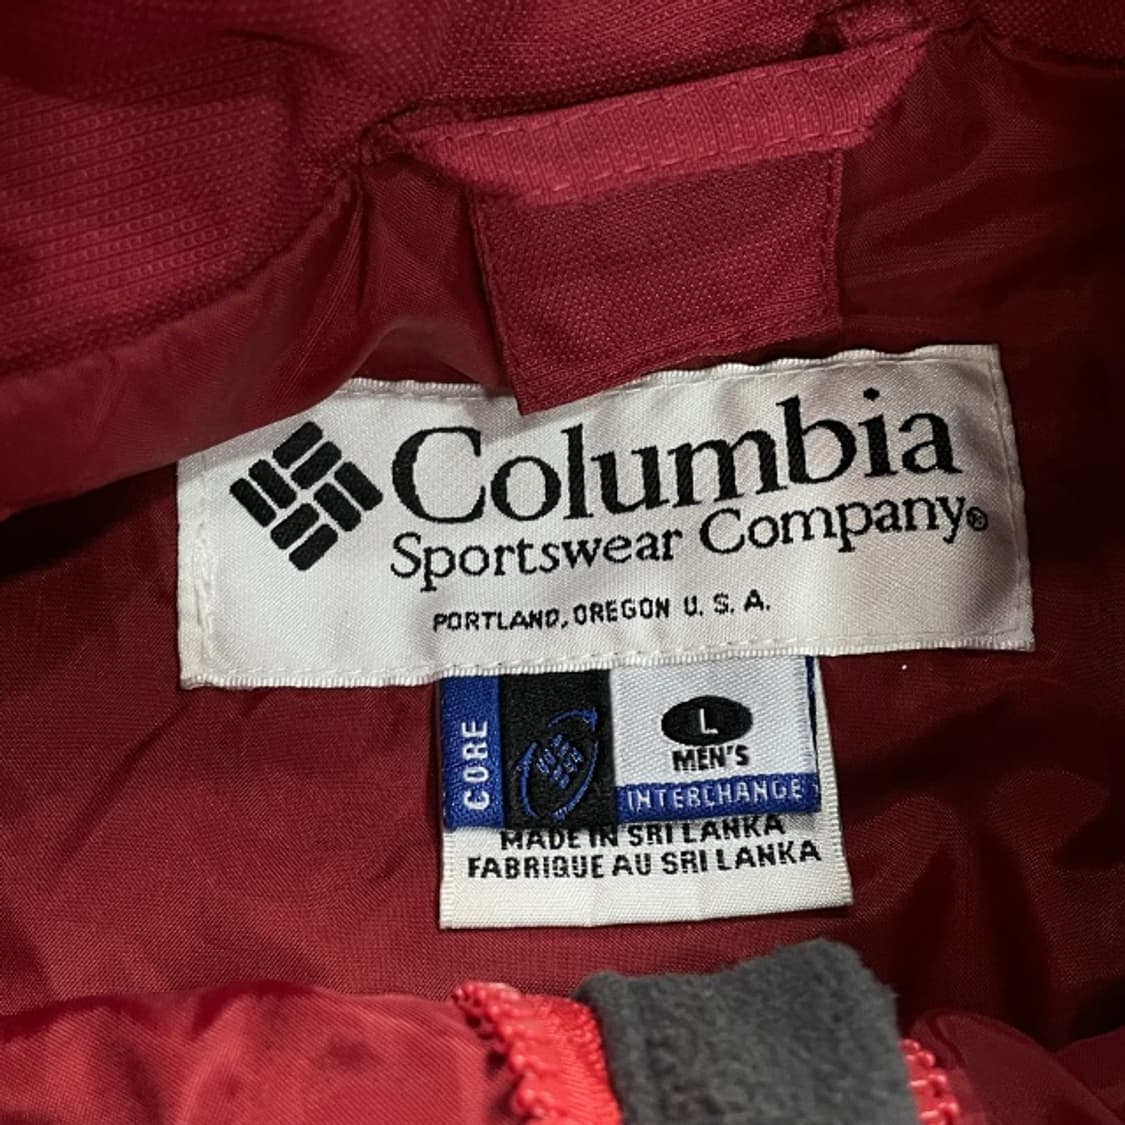 Columbia
Sportswear Company®
PORTLAND, OREGON U. S. A.
CORE
L
MEN'S
INTERCHANGE
MADE IN SRI LANKA
FABRIQUE AU SRI LANKA